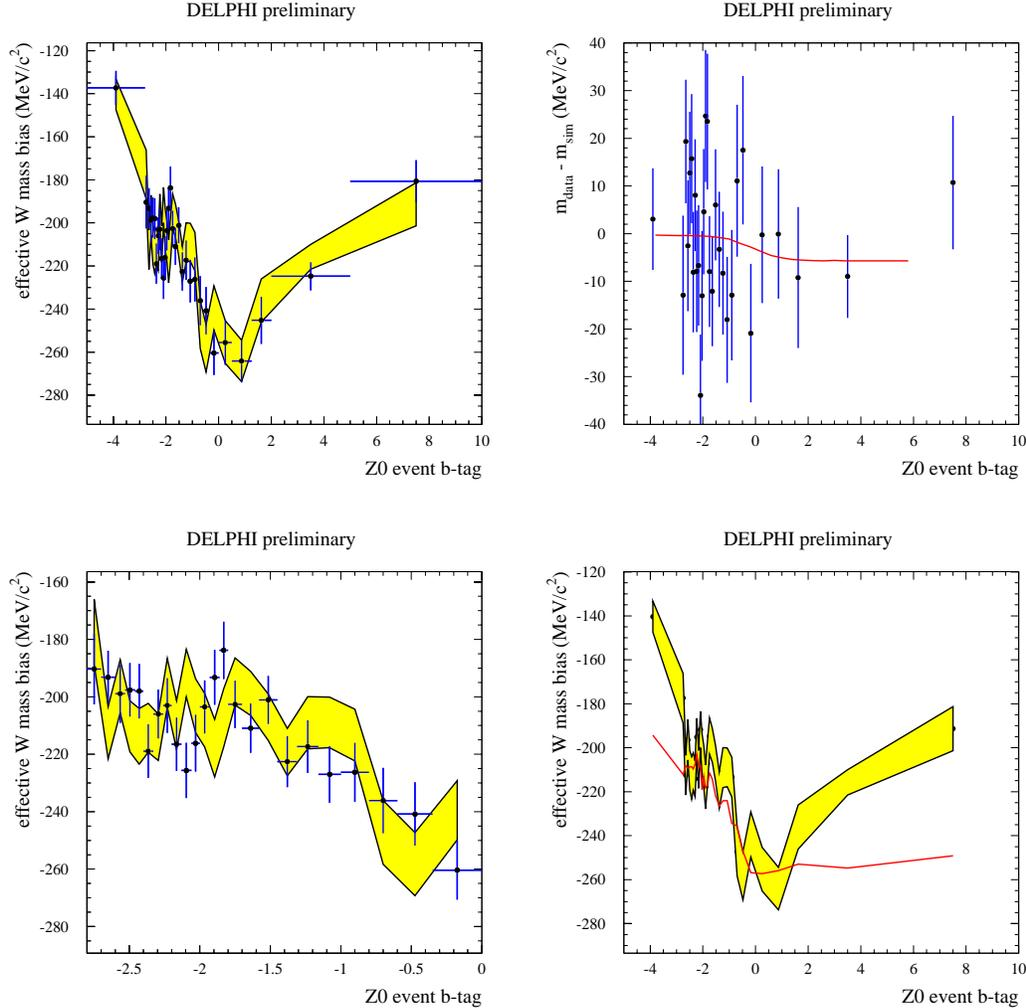 DELPHI preliminary
effective W mass bias (MeV/c²)
-120
-140
-160
-180
-200
-220
-240
-260
-280
-4 -2 0 2 4 6 8 10
Z0 event b-tag
DELPHI preliminary
m_data - m_sim (MeV/c²)
40
30
20
10
0
-10
-20
-30
-40
-4 -2 0 2 4 6 8 10
Z0 event b-tag
DELPHI preliminary
effective W mass bias (MeV/c²)
-160
-180
-200
-220
-240
-260
-280
-2.5 -2 -1.5 -1 -0.5 0
Z0 event b-tag
DELPHI preliminary
effective W mass bias (MeV/c²)
-120
-140
-160
-180
-200
-220
-240
-260
-280
-4 -2 0 2 4 6 8 10
Z0 event b-tag